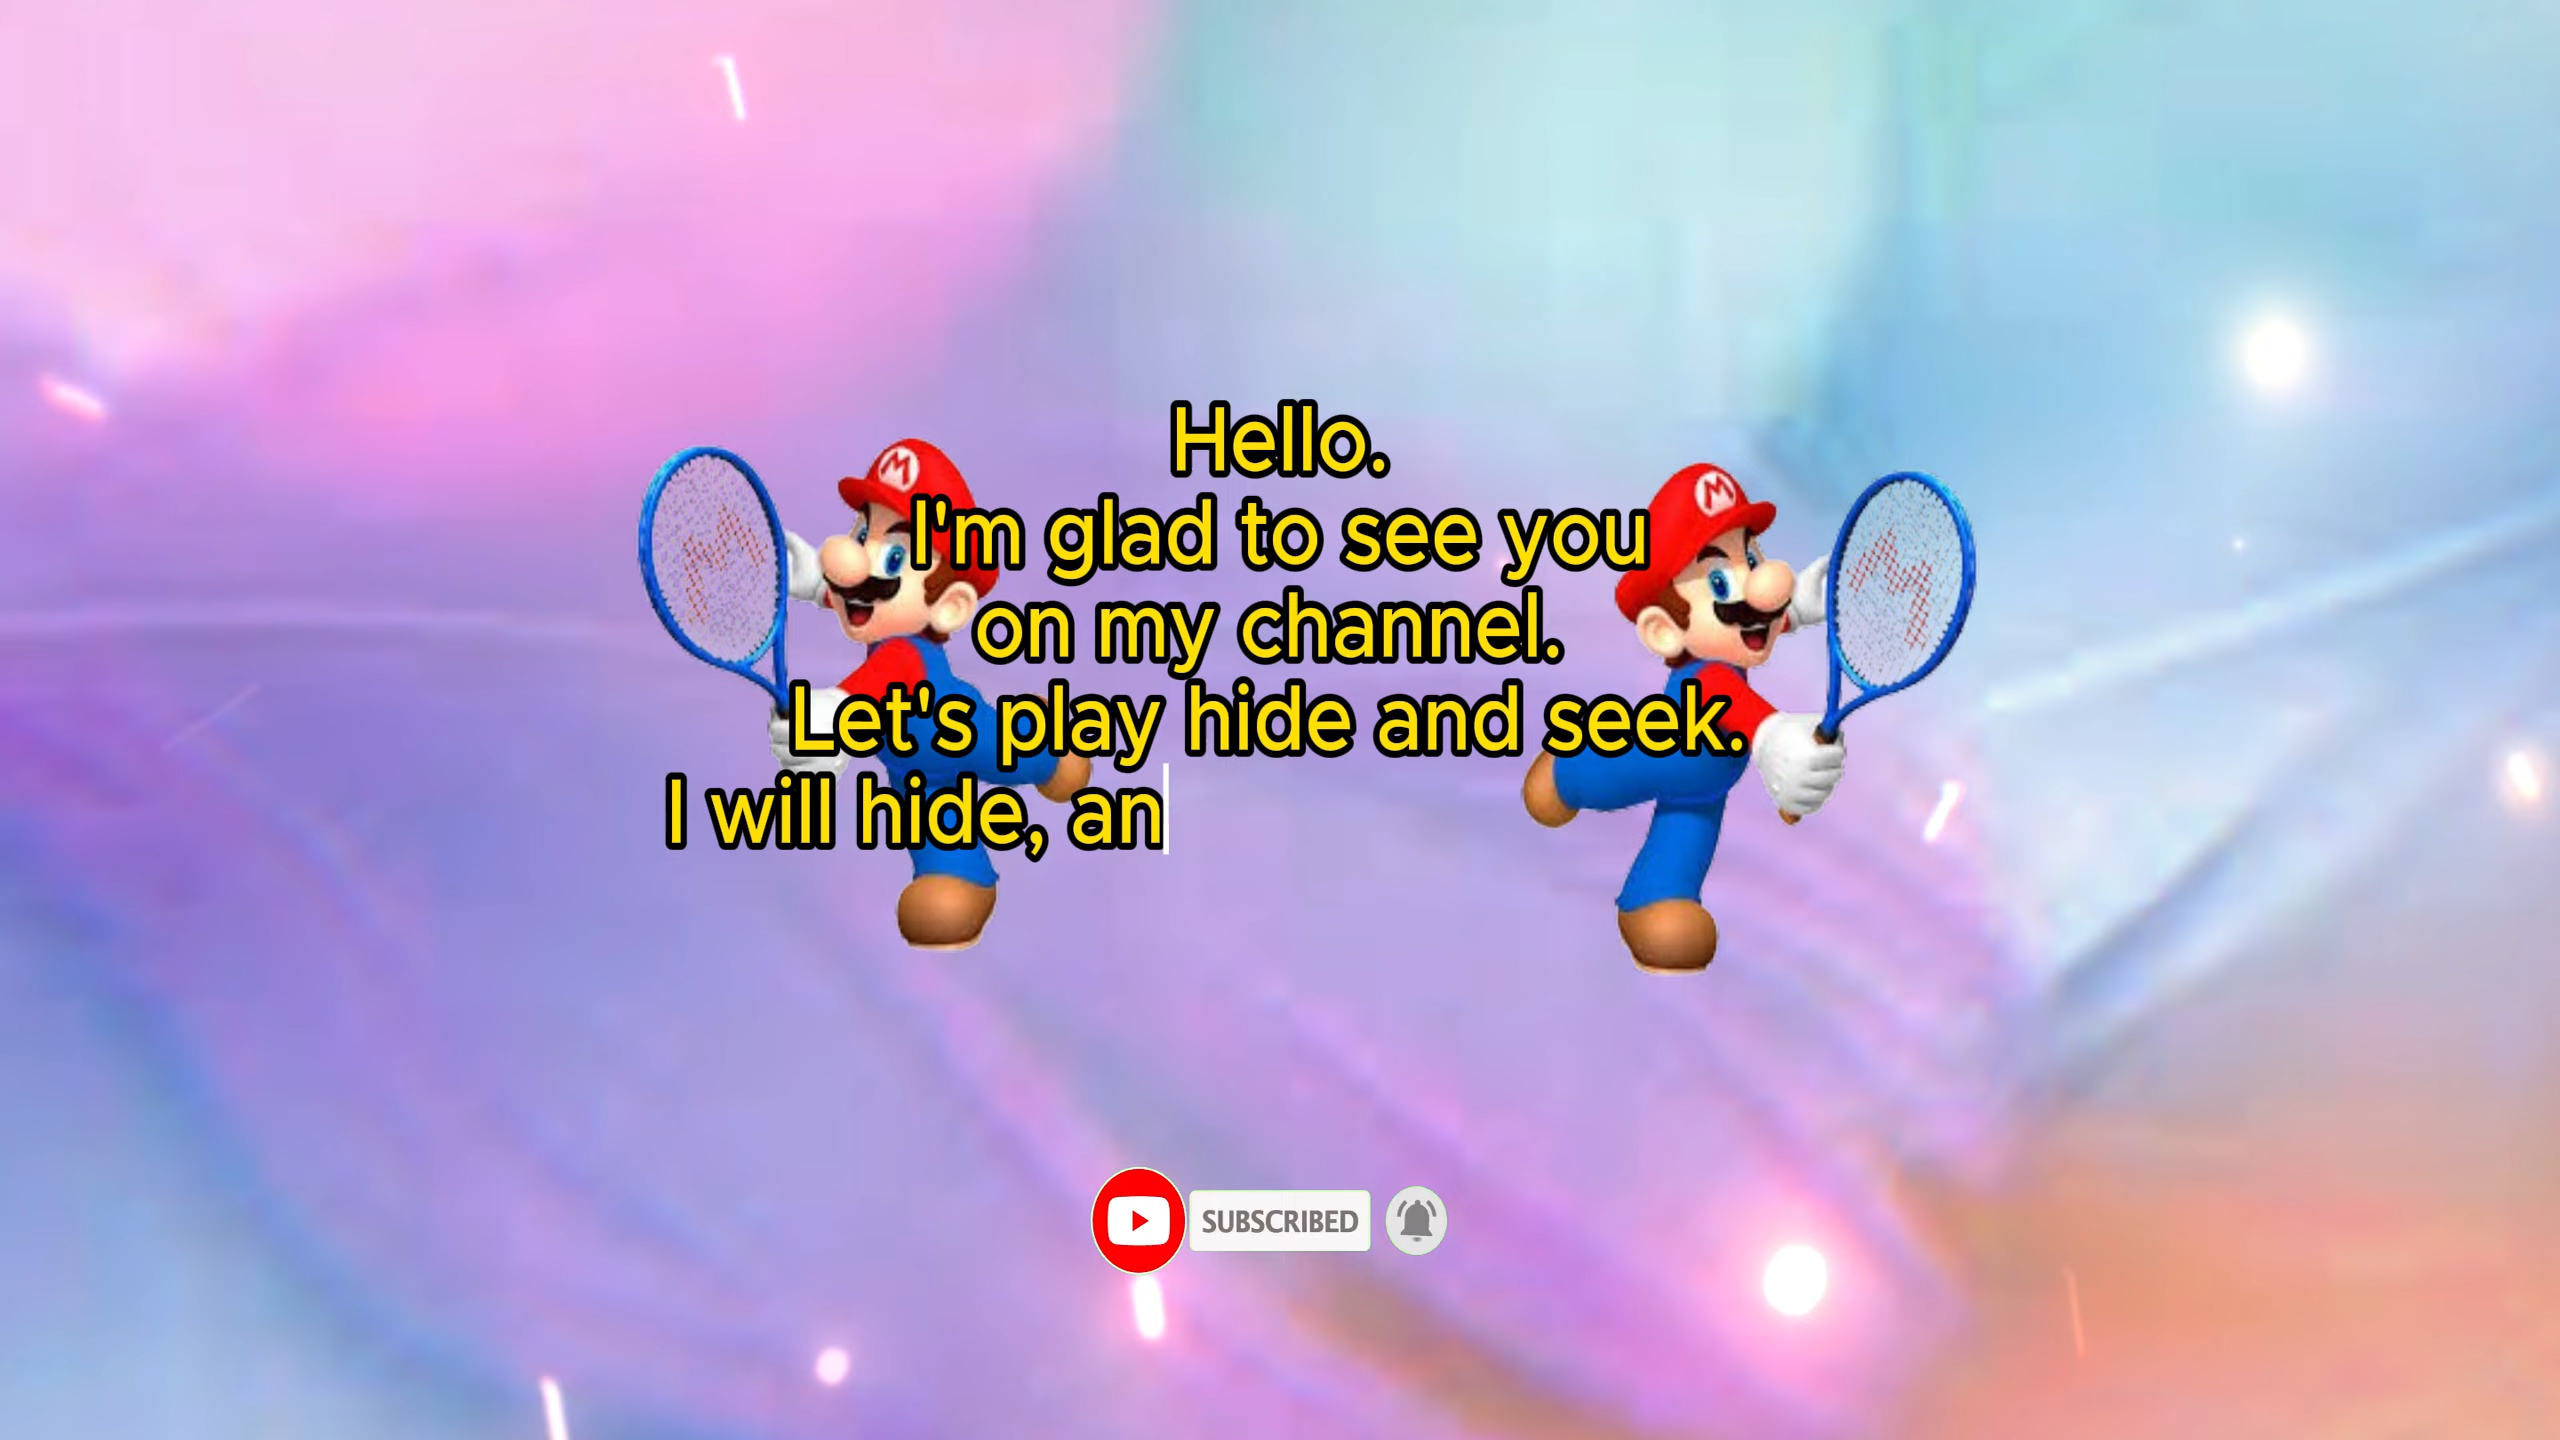 Hello.
I'm glad to see you
on my channel.
Let's play hide and seek.
I will hide, an
SUBSCRIBED